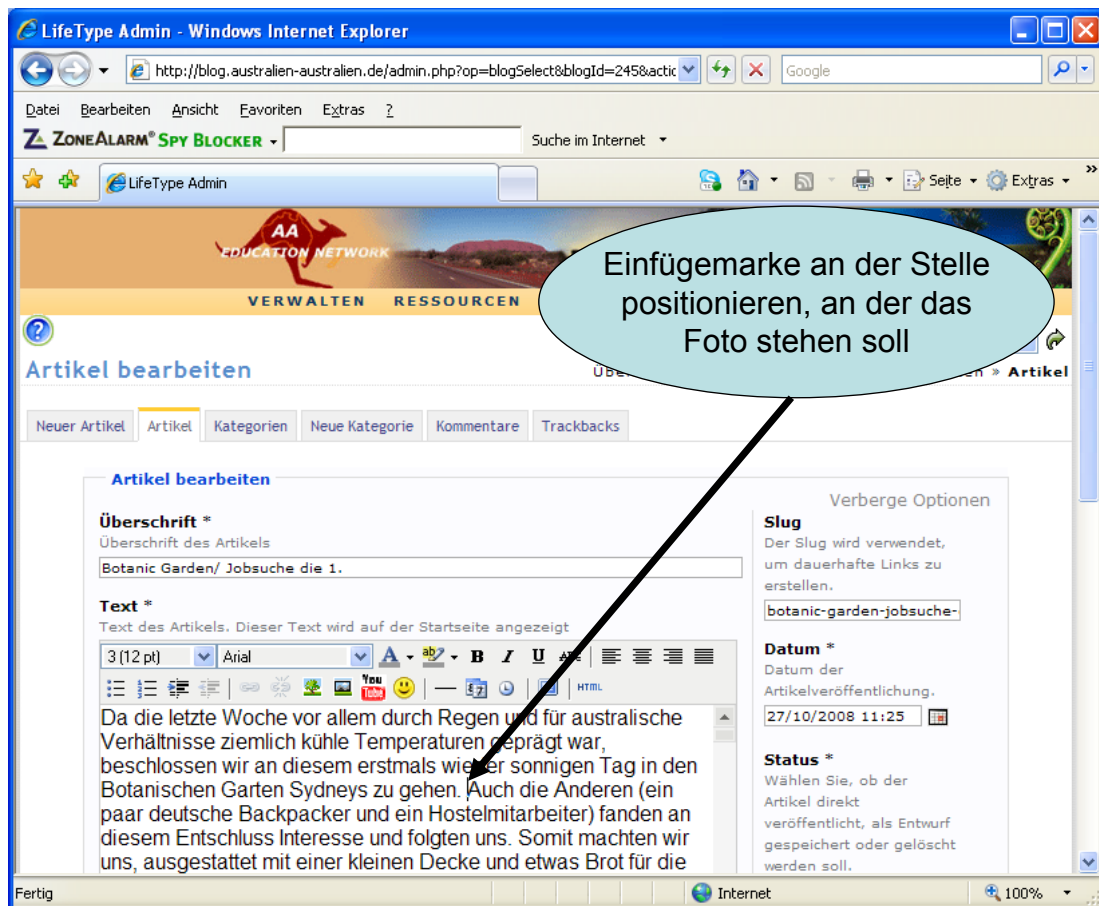 LifeType Admin - Windows Internet Explorer
http://blog.australien-australien.de/admin.php?op=blogSelect&blogId=245&actic
Google
Datei Bearbeiten Ansicht Favoriten Extras ?
ZONEALARM® SPY BLOCKER
Suche im Internet
LifeType Admin
Seite
Extras
AA
EDUCATION NETWORK
VERWALTEN RESSOURCEN
Einfügemarke an der Stelle
positionieren, an der das
Foto stehen soll
Artikel bearbeiten
» Artikel
Neuer Artikel Artikel Kategorien Neue Kategorie Kommentare Trackbacks
Artikel bearbeiten
Verberge Optionen
Überschrift *
Überschrift des Artikels
Botanic Garden/ Jobsuche die 1.
Text *
Text des Artikels. Dieser Text wird auf der Startseite angezeigt
3 (12 pt) Arial
A ab B I U ABC
You Tube
HTML
Da die letzte Woche vor allem durch Regen und für australische
Verhältnisse ziemlich kühle Temperaturen geprägt war,
beschlossen wir an diesem erstmals wieder sonnigen Tag in den
Botanischen Garten Sydneys zu gehen. Auch die Anderen (ein
paar deutsche Backpacker und ein Hostelmitarbeiter) fanden an
diesem Entschluss Interesse und folgten uns. Somit machten wir
uns, ausgestattet mit einer kleinen Decke und etwas Brot für die
Slug
Der Slug wird verwendet,
um dauerhafte Links zu
erstellen.
botanic-garden-jobsuche-
Datum *
Datum der
Artikelveröffentlichung.
27/10/2008 11:25
Status *
Wählen Sie, ob der
Artikel direkt
veröffentlicht, als Entwurf
gespeichert oder gelöscht
werden soll.
Fertig
Internet
100%